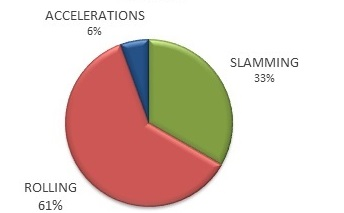 ACCELERATIONS
6%
SLAMMING
33%
ROLLING
61%